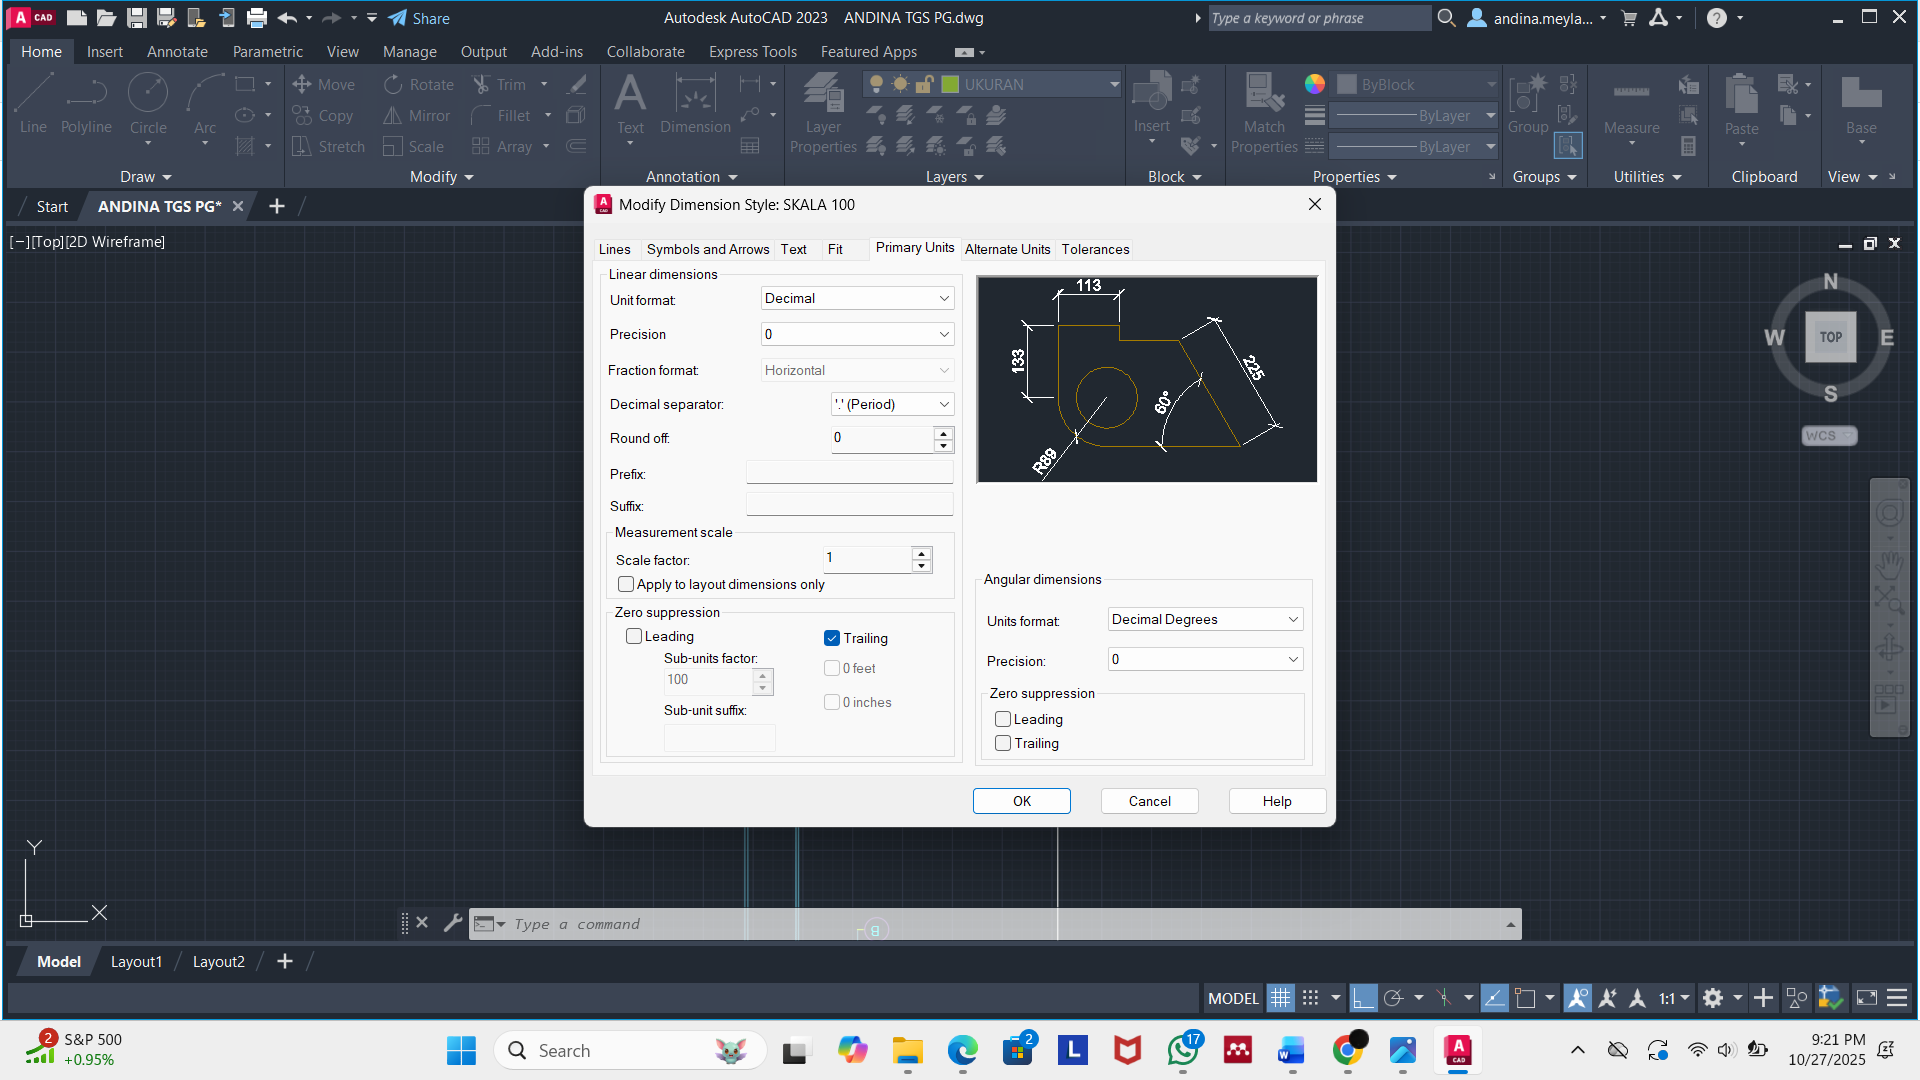 A CAD
Share
Autodesk AutoCAD 2023 ANDINA TGS PG.dwg
Type a keyword or phrase
andina.meyla...
Home Insert Annotate Parametric View Manage Output Add-ins Collaborate Express Tools Featured Apps
Line
Polyline
Circle
Arc
Draw
Move
Rotate
Trim
Copy
Mirror
Fillet
Stretch
Scale
Array
Modify
Text
Dimension
Annotation
Layer
Properties
UKURAN
Layers
Insert
Block
Match
Properties
ByBlock
ByLayer
ByLayer
Properties
Group
Groups
Measure
Utilities
Paste
Clipboard
Base
View
Start
ANDINA TGS PG*
[−][Top][2D Wireframe]
Modify Dimension Style: SKALA 100
Lines
Symbols and Arrows
Text
Fit
Primary Units
Alternate Units
Tolerances
Linear dimensions
Unit format: Decimal
Precision 0
Fraction format: Horizontal
Decimal separator: '.' (Period)
Round off: 0
Prefix:
Suffix:
Measurement scale
Scale factor: 1
Apply to layout dimensions only
Zero suppression
Leading
Trailing
Sub-units factor:
100
0 feet
Sub-unit suffix:
0 inches
113
133
225
60°
R89
Angular dimensions
Units format: Decimal Degrees
Precision: 0
Zero suppression
Leading
Trailing
OK
Cancel
Help
N
W
TOP
E
S
WCS
Y
X
Type a command
B
Model
Layout1
Layout2
MODEL
1:1
2
S&P 500
+0.95%
Search
2
L
17
W
A CAD
9:21 PM
10/27/2025